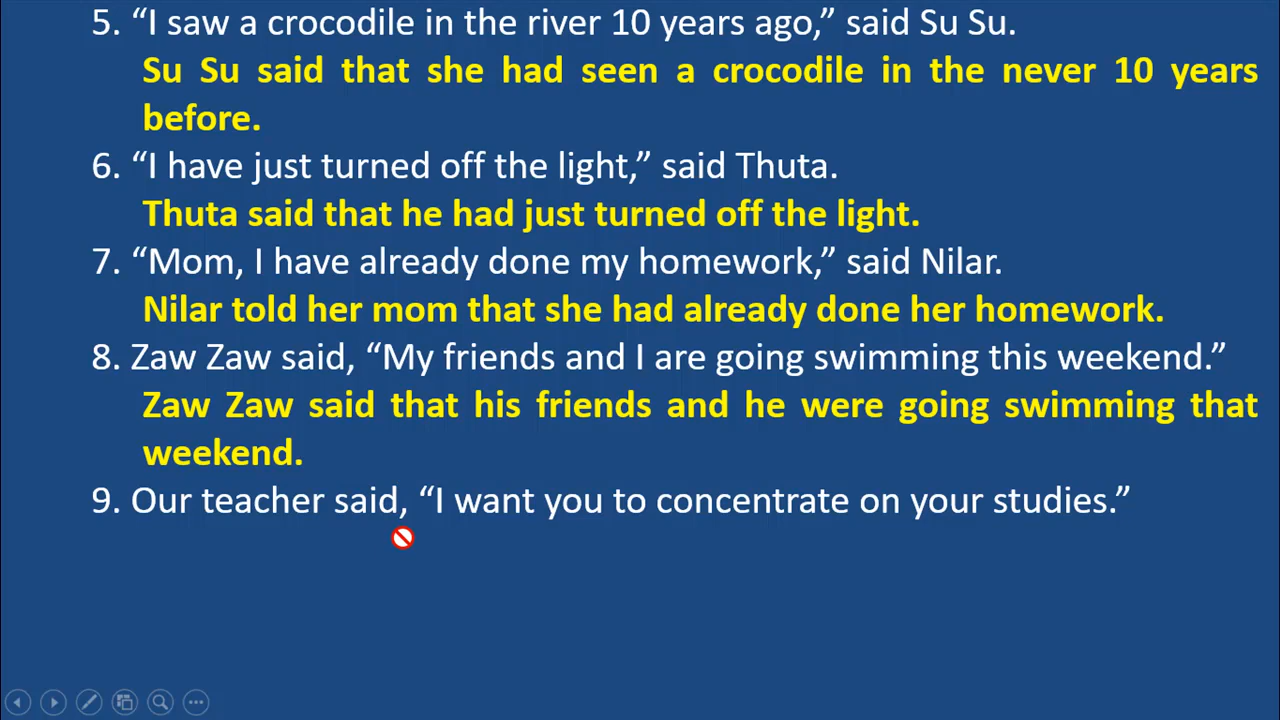 5. “I saw a crocodile in the river 10 years ago,” said Su Su.
Su Su said that she had seen a crocodile in the never 10 years
before.
6. “I have just turned off the light,” said Thuta.
Thuta said that he had just turned off the light.
7. “Mom, I have already done my homework,” said Nilar.
Nilar told her mom that she had already done her homework.
8. Zaw Zaw said, “My friends and I are going swimming this weekend.”
Zaw Zaw said that his friends and he were going swimming that
weekend.
9. Our teacher said, “I want you to concentrate on your studies.”